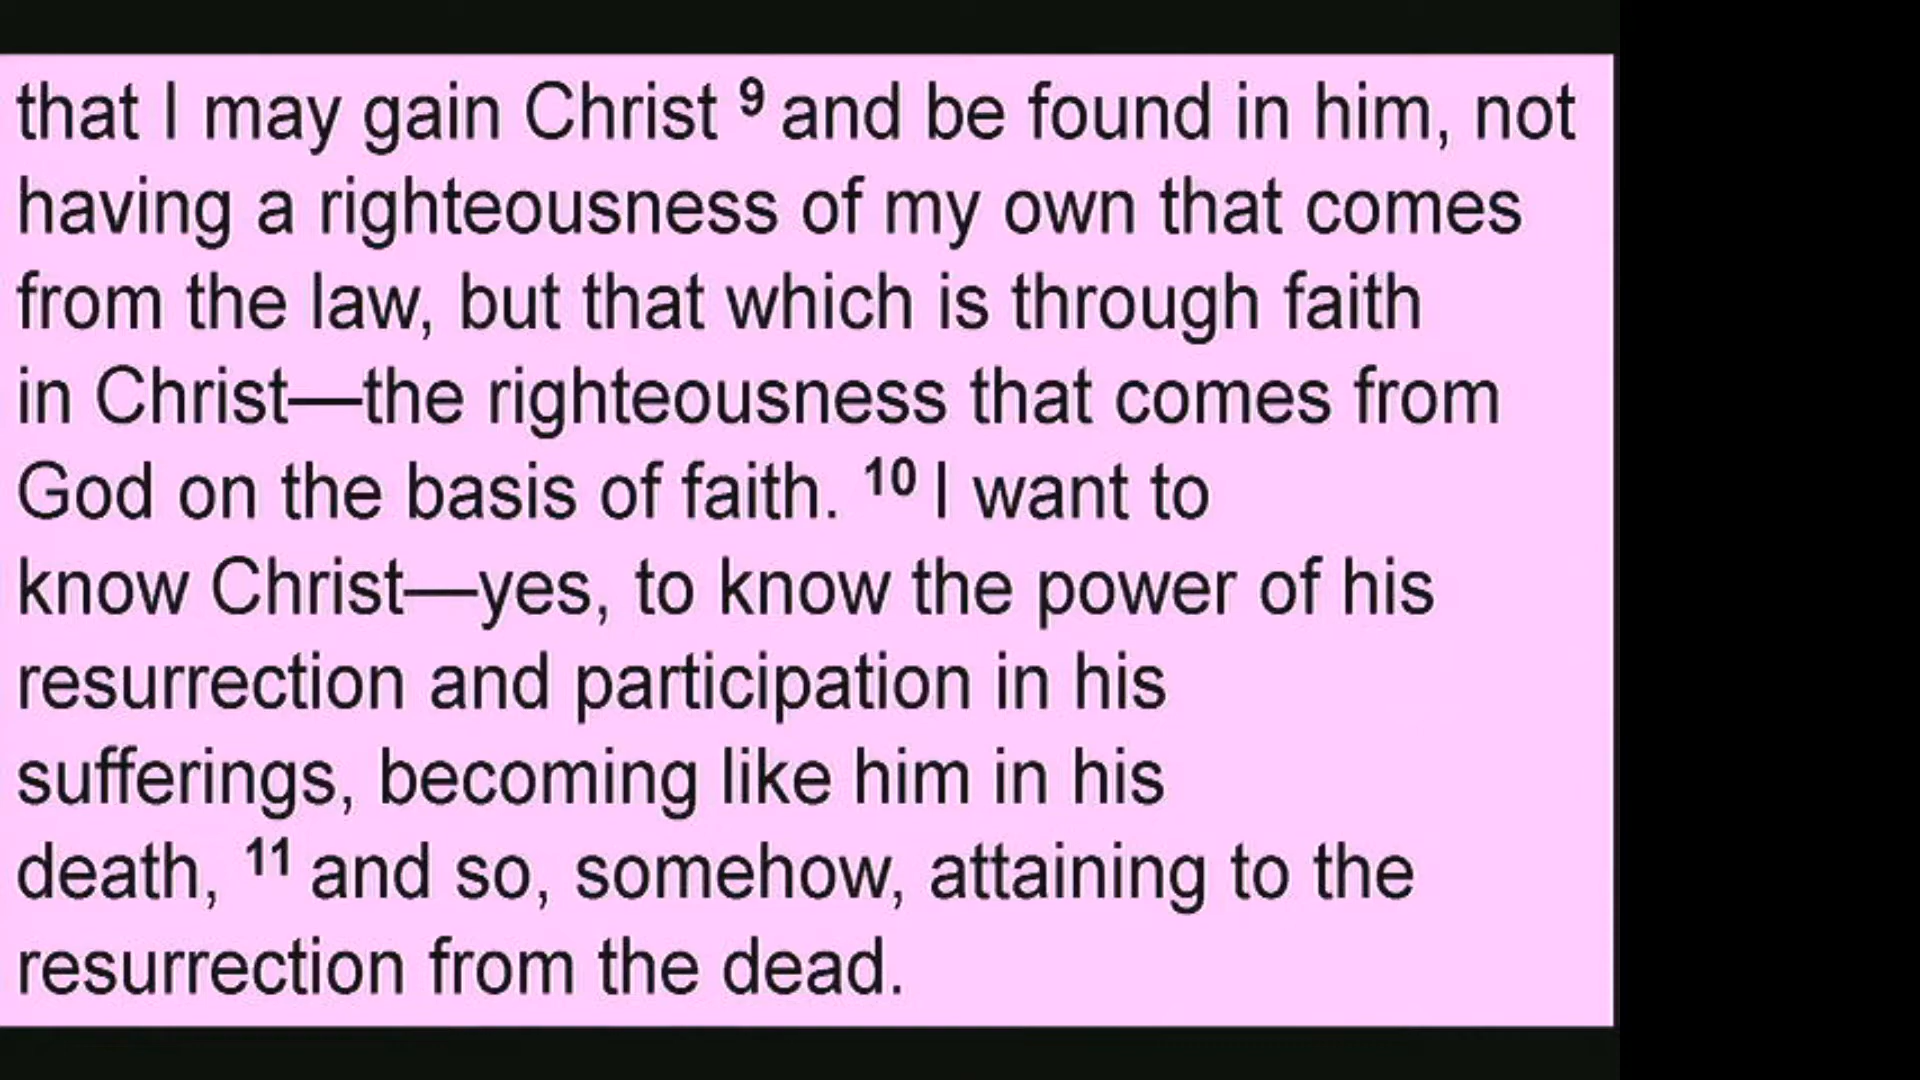 that I may gain Christ 9 and be found in him, not
having a righteousness of my own that comes
from the law, but that which is through faith
in Christ—the righteousness that comes from
God on the basis of faith. 10 I want to
know Christ—yes, to know the power of his
resurrection and participation in his
sufferings, becoming like him in his
death, 11 and so, somehow, attaining to the
resurrection from the dead.